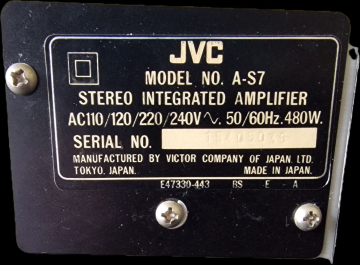 JVC
MODEL NO. A-S7
STEREO INTEGRATED AMPLIFIER
AC110/120/220/240V∿. 50/60Hz. 480W.
SERIAL NO.
MANUFACTURED BY VICTOR COMPANY OF JAPAN. LTD.
TOKYO. JAPAN. MADE IN JAPAN.
E47330-443 BS E A